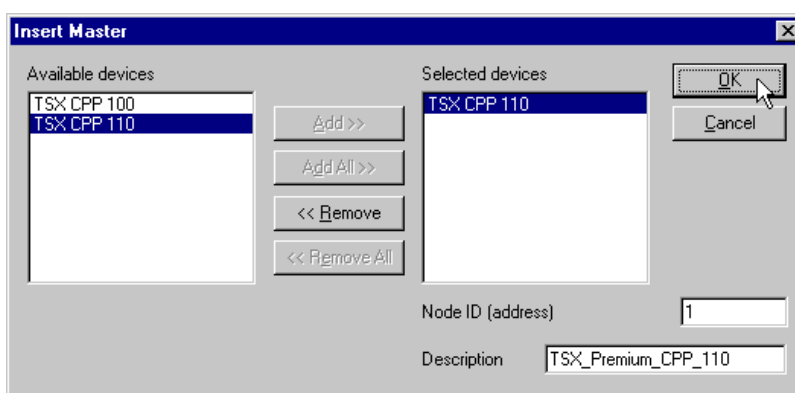 Insert Master
Available devices
TSX CPP 100
TSX CPP 110
Add >>
Add All >>
<< Remove
<< Remove All
Selected devices
TSX CPP 110
OK
Cancel
Node ID (address)
1
Description
TSX_Premium_CPP_110